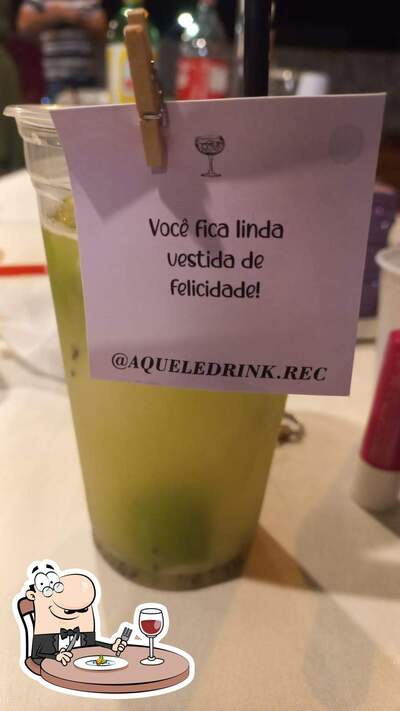 Você fica linda
vestida de
felicidade!
@AQUELEDRINK.REC